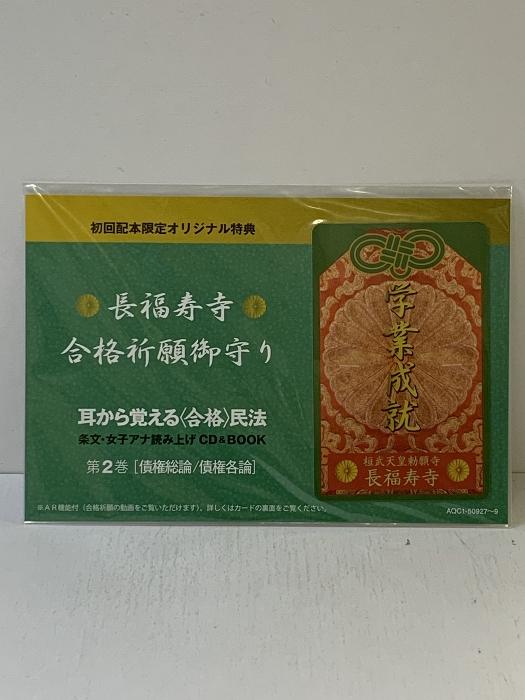 初回配本限定オリジナル特典
長福寿寺
合格祈願御守り
耳から覚える〈合格〉民法
条文・女子アナ読み上げ CD&BOOK
第2巻［債権総論/債権各論］
※AR機能付（合格祈願の動画をご覧いただけます）。詳しくはカードの裏面をご覧ください。
学業成就
桓武天皇勅願寺
長福寿寺
AQC1-50927～9